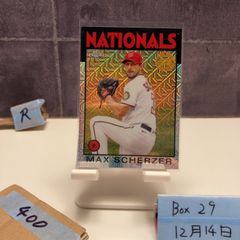 NATIONALS
R
MAX SCHERZER
400
Box 29
12月14日